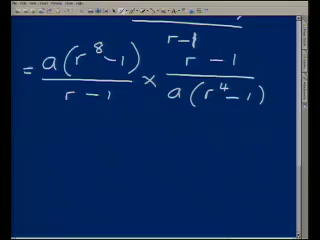 r-1
= a(r^8-1)/r-1 × r-1/a(r^4-1)